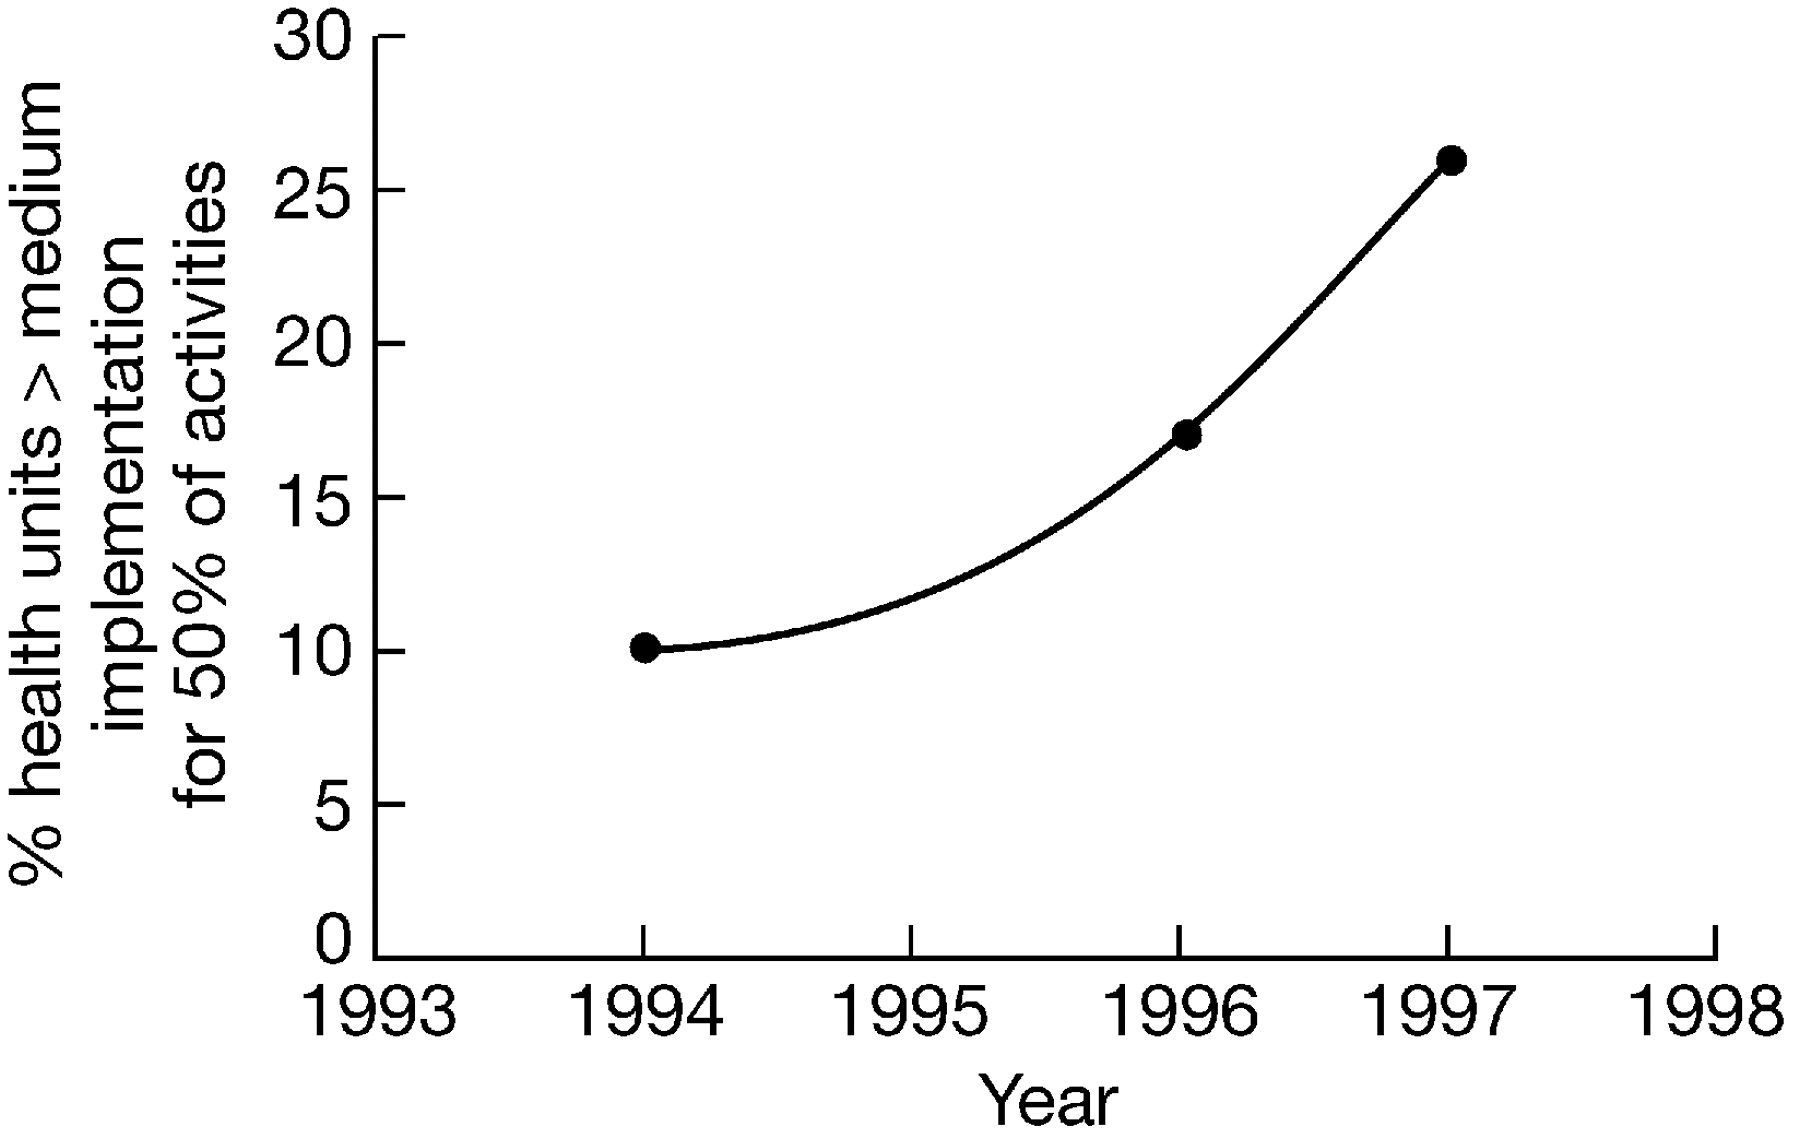 % health units > medium
implementation
for 50% of activities
30
25
20
15
10
5
0
1993 1994 1995 1996 1997 1998
Year